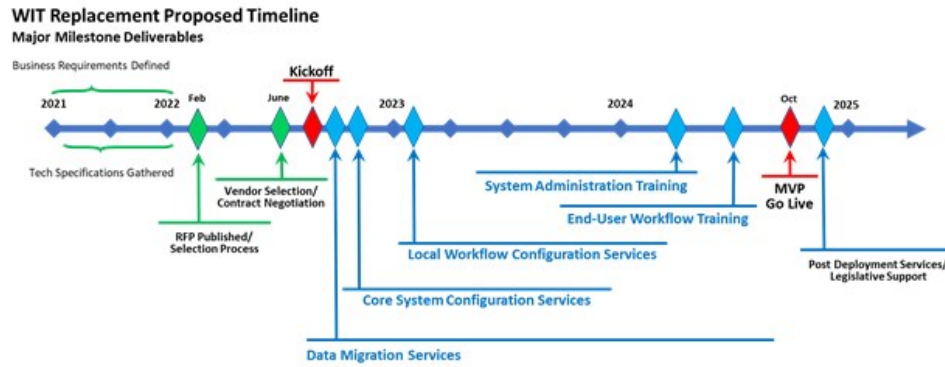 WIT Replacement Proposed Timeline
Major Milestone Deliverables
Business Requirements Defined
Kickoff
2021
2022
Feb
June
2023
2024
Oct
2025
Tech Specifications Gathered
Vendor Selection/
Contract Negotiation
RFP Published/
Selection Process
System Administration Training
MVP
Go Live
End-User Workflow Training
Local Workflow Configuration Services
Post Deployment Services/
Legislative Support
Core System Configuration Services
Data Migration Services